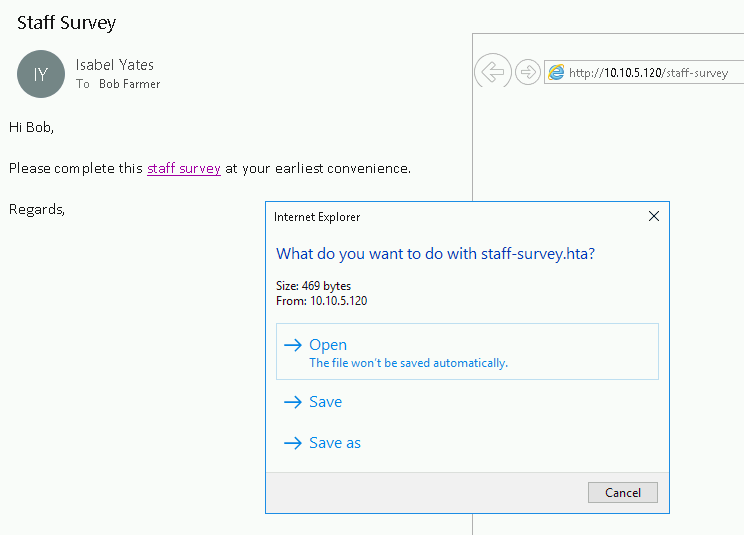 Staff Survey
IY
Isabel Yates
To Bob Farmer
Hi Bob,
Please complete this staff survey at your earliest convenience.
Regards,
http://10.10.5.120/staff-survey
Internet Explorer
What do you want to do with staff-survey.hta?
Size: 469 bytes
From: 10.10.5.120
Open
The file won't be saved automatically.
Save
Save as
Cancel